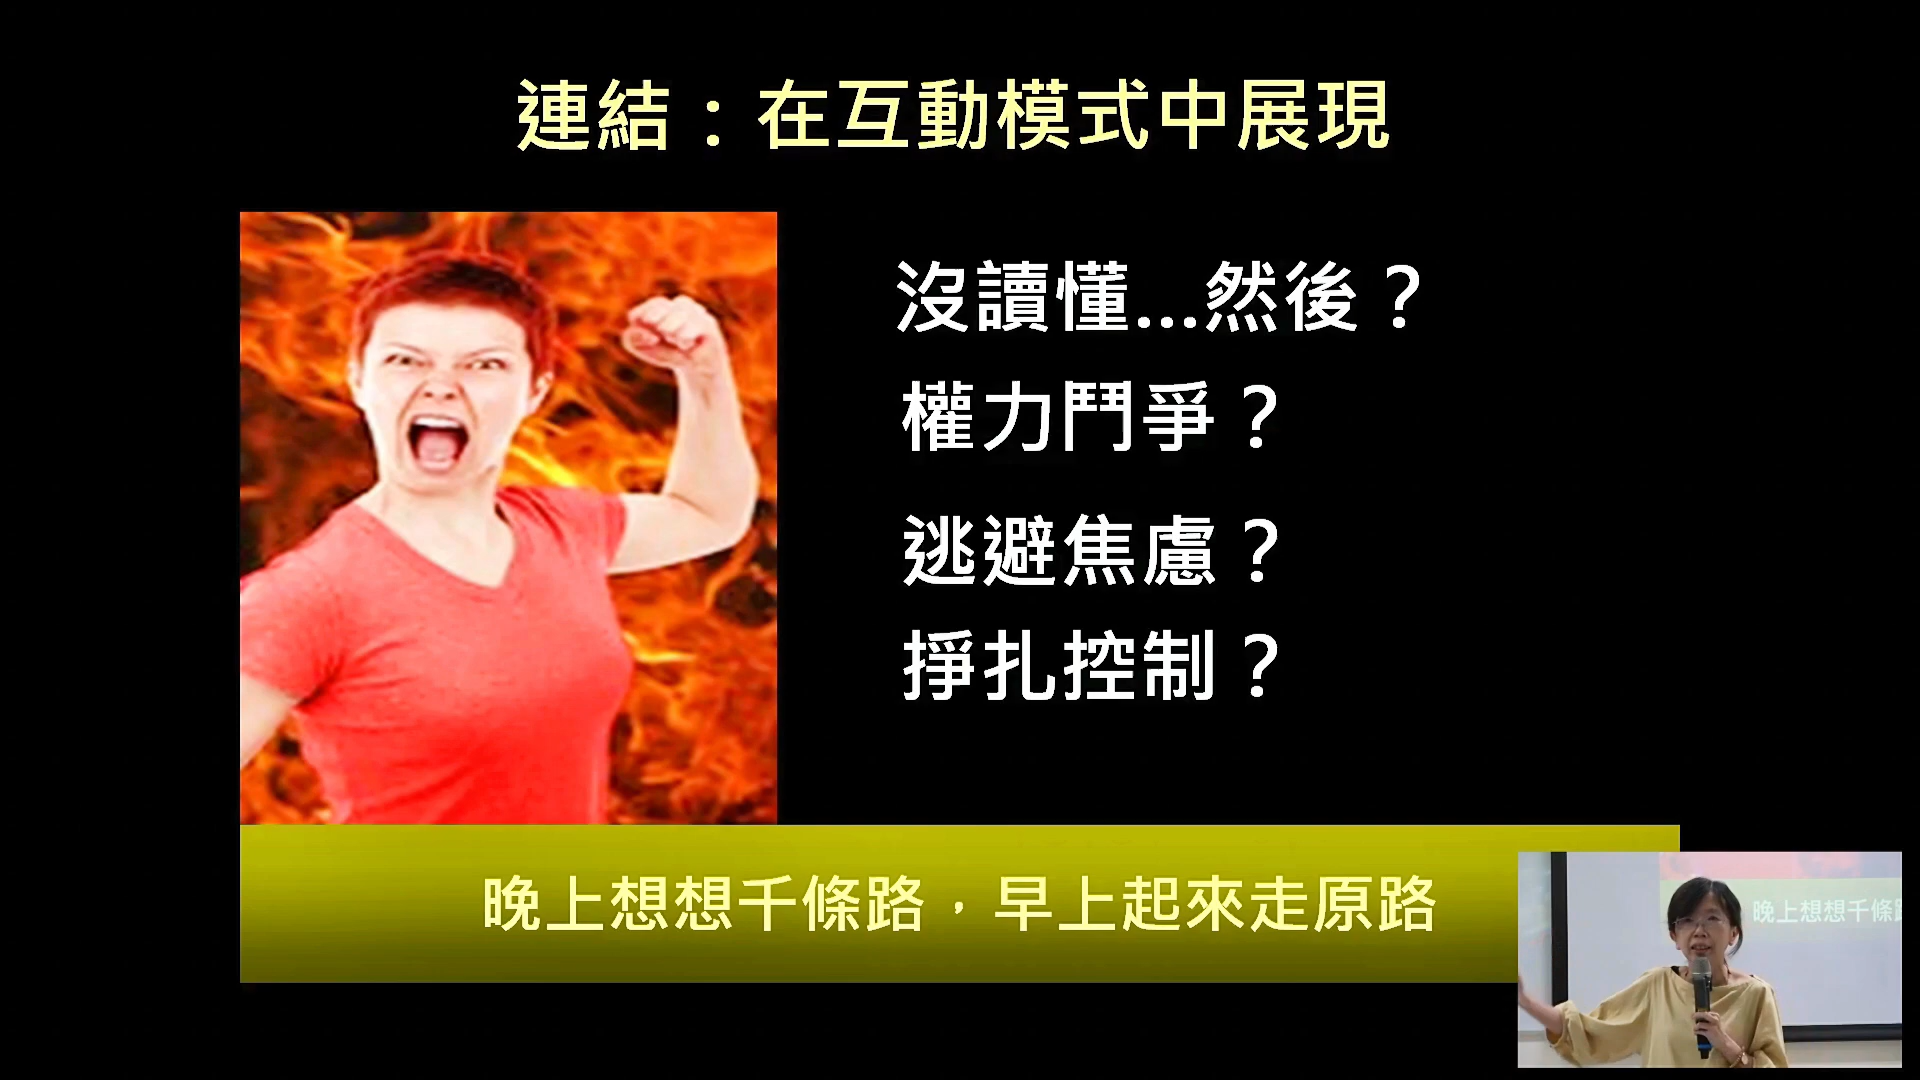 連結：在互動模式中展現
沒讀懂...然後？
權力鬥爭？
逃避焦慮？
掙扎控制？
晚上想想千條路，早上起來走原路
晚上想想千條